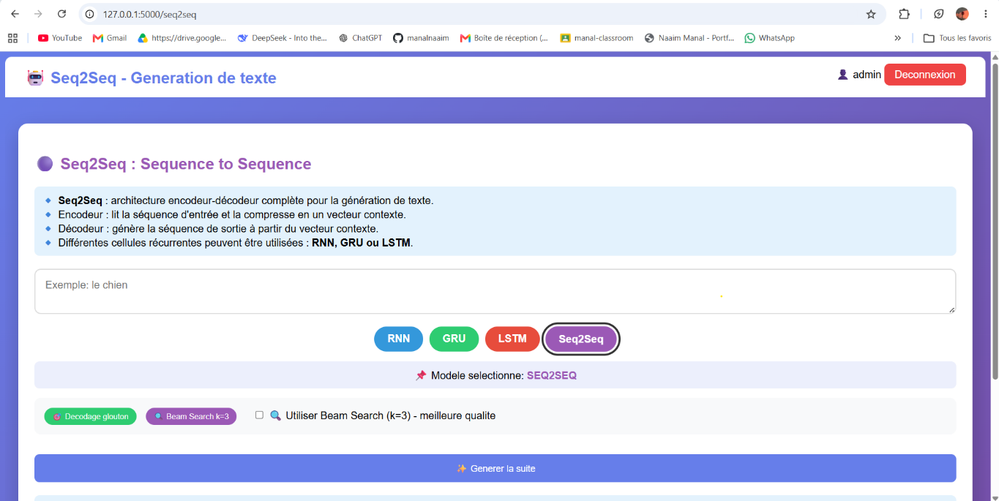 127.0.0.1:5000/seq2seq
YouTube Gmail https://drive.google... DeepSeek - Into the... ChatGPT manalnaaim Boîte de réception (... manal-classroom Naaim Manal - Portf... WhatsApp » Tous les favoris
Seq2Seq - Generation de texte admin Deconnexion
Seq2Seq : Sequence to Sequence
Seq2Seq : architecture encodeur-décodeur complète pour la génération de texte.
Encodeur : lit la séquence d'entrée et la compresse en un vecteur contexte.
Décodeur : génère la séquence de sortie à partir du vecteur contexte.
Différentes cellules récurrentes peuvent être utilisées : RNN, GRU ou LSTM.
Exemple: le chien
RNN GRU LSTM Seq2Seq
Modele selectionne: SEQ2SEQ
Decodage glouton Beam Search k=3 Utiliser Beam Search (k=3) - meilleure qualite
Generer la suite